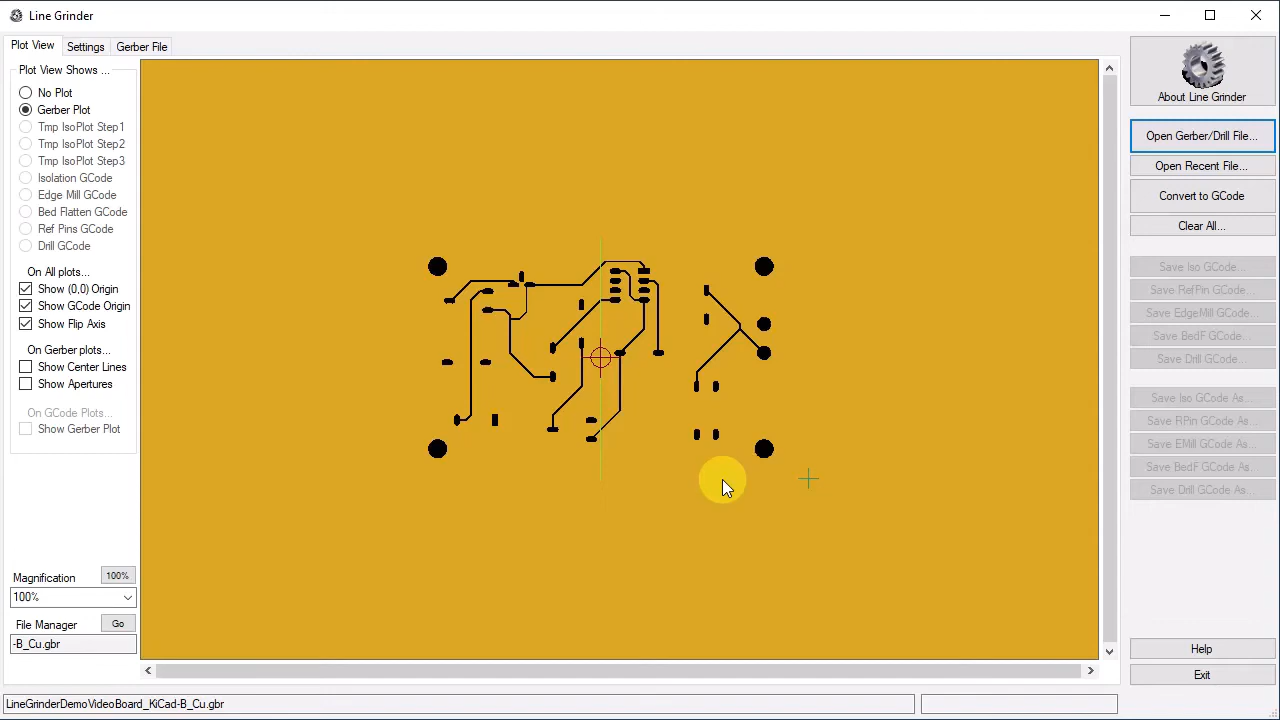 Line Grinder
Plot View
Settings
Gerber File
Plot View Shows ...
No Plot
Gerber Plot
Tmp IsoPlot Step1
Tmp IsoPlot Step2
Tmp IsoPlot Step3
Isolation GCode
Edge Mill GCode
Bed Flatten GCode
Ref Pins GCode
Drill GCode
On All plots...
Show (0,0) Origin
Show GCode Origin
Show Flip Axis
On Gerber plots...
Show Center Lines
Show Apertures
On GCode Plots...
Show Gerber Plot
Magnification
100%
100%
File Manager
Go
-B_Cu.gbr
About Line Grinder
Open Gerber/Drill File...
Open Recent File...
Convert to GCode
Clear All...
Save Iso GCode...
Save RefPin GCode...
Save EdgeMill GCode...
Save BedF GCode...
Save Drill GCode...
Save Iso GCode As...
Save RPin GCode As...
Save EMill GCode As...
Save BedF GCode As...
Save Drill GCode As...
Help
Exit
LineGrinderDemoVideoBoard_KiCad-B_Cu.gbr